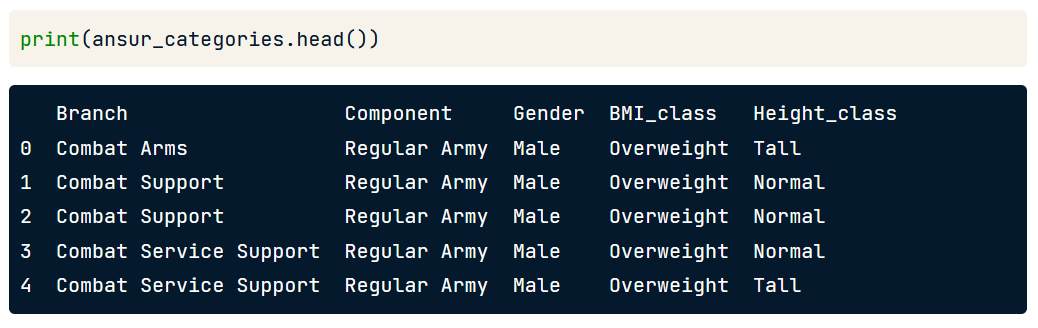 print(ansur_categories.head())
Branch Component Gender BMI_class Height_class
0 Combat Arms Regular Army Male Overweight Tall
1 Combat Support Regular Army Male Overweight Normal
2 Combat Support Regular Army Male Overweight Normal
3 Combat Service Support Regular Army Male Overweight Normal
4 Combat Service Support Regular Army Male Overweight Tall